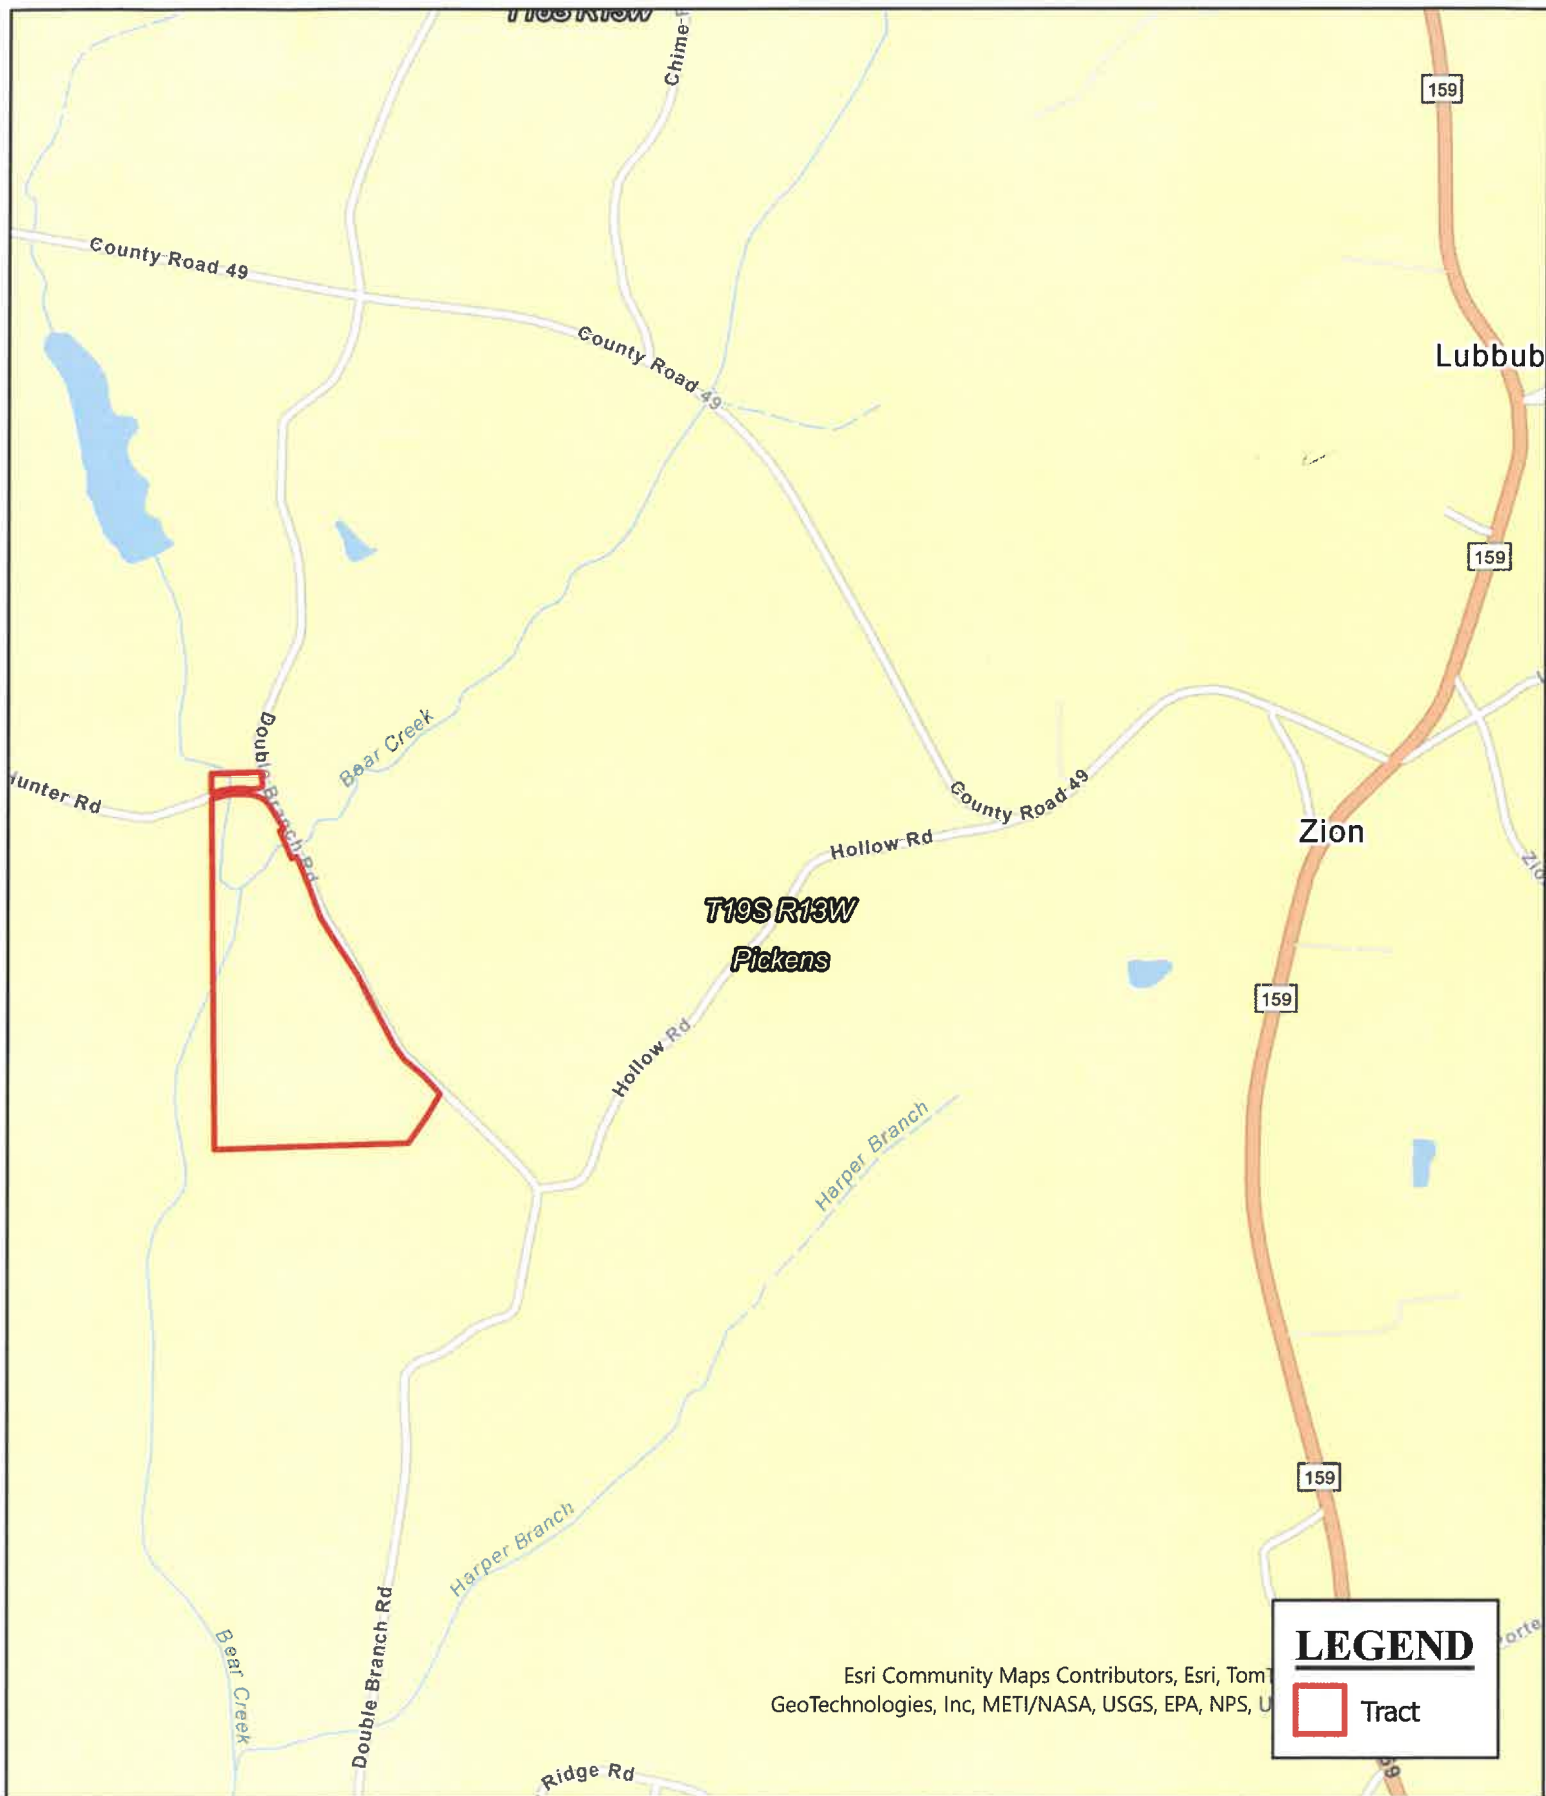 Chime
159
County Road 49
County Road 49
Lubbub
159
Double Branch Rd
Bear Creek
Hunter Rd
County Road 49
Hollow Rd
Zion
T19S R13W
Pickens
159
Hollow Rd
Harper Branch
159
Harper Branch
Double Branch Rd
Bear Creek
Ridge Rd
Esri Community Maps Contributors, Esri,
GeoTechnologies, Inc, METI/NASA, USGS, EPA, NPS,
LEGEND
Tract